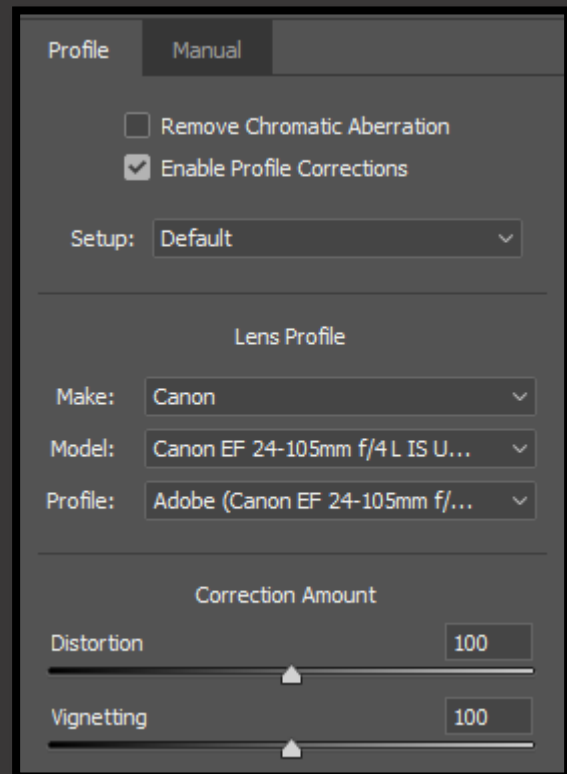 Profile Manual
Remove Chromatic Aberration
Enable Profile Corrections
Setup: Default
Lens Profile
Make: Canon
Model: Canon EF 24-105mm f/4 L IS U...
Profile: Adobe (Canon EF 24-105mm f/...
Correction Amount
Distortion 100
Vignetting 100